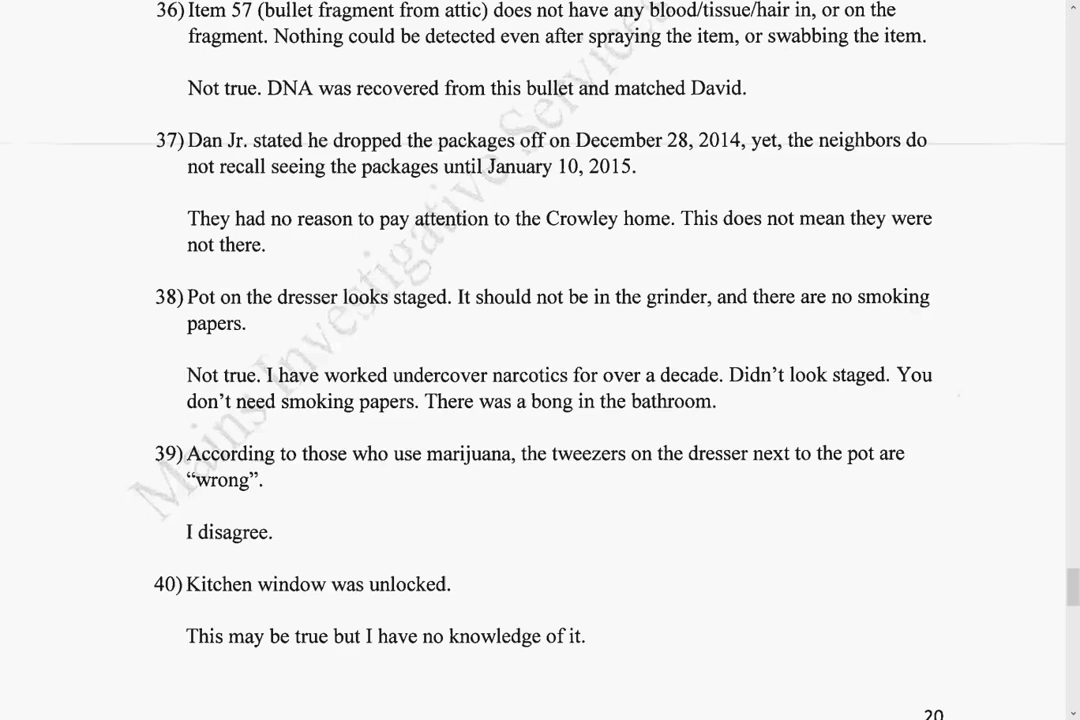 36) Item 57 (bullet fragment from attic) does not have any blood/tissue/hair in, or on the
fragment. Nothing could be detected even after spraying the item, or swabbing the item.
Not true. DNA was recovered from this bullet and matched David.
37) Dan Jr. stated he dropped the packages off on December 28, 2014, yet, the neighbors do
not recall seeing the packages until January 10, 2015.
They had no reason to pay attention to the Crowley home. This does not mean they were
not there.
38) Pot on the dresser looks staged. It should not be in the grinder, and there are no smoking
papers.
Not true. I have worked undercover narcotics for over a decade. Didn’t look staged. You
don’t need smoking papers. There was a bong in the bathroom.
39) According to those who use marijuana, the tweezers on the dresser next to the pot are
“wrong”.
I disagree.
40) Kitchen window was unlocked.
This may be true but I have no knowledge of it.
20
Mains Investigative Services